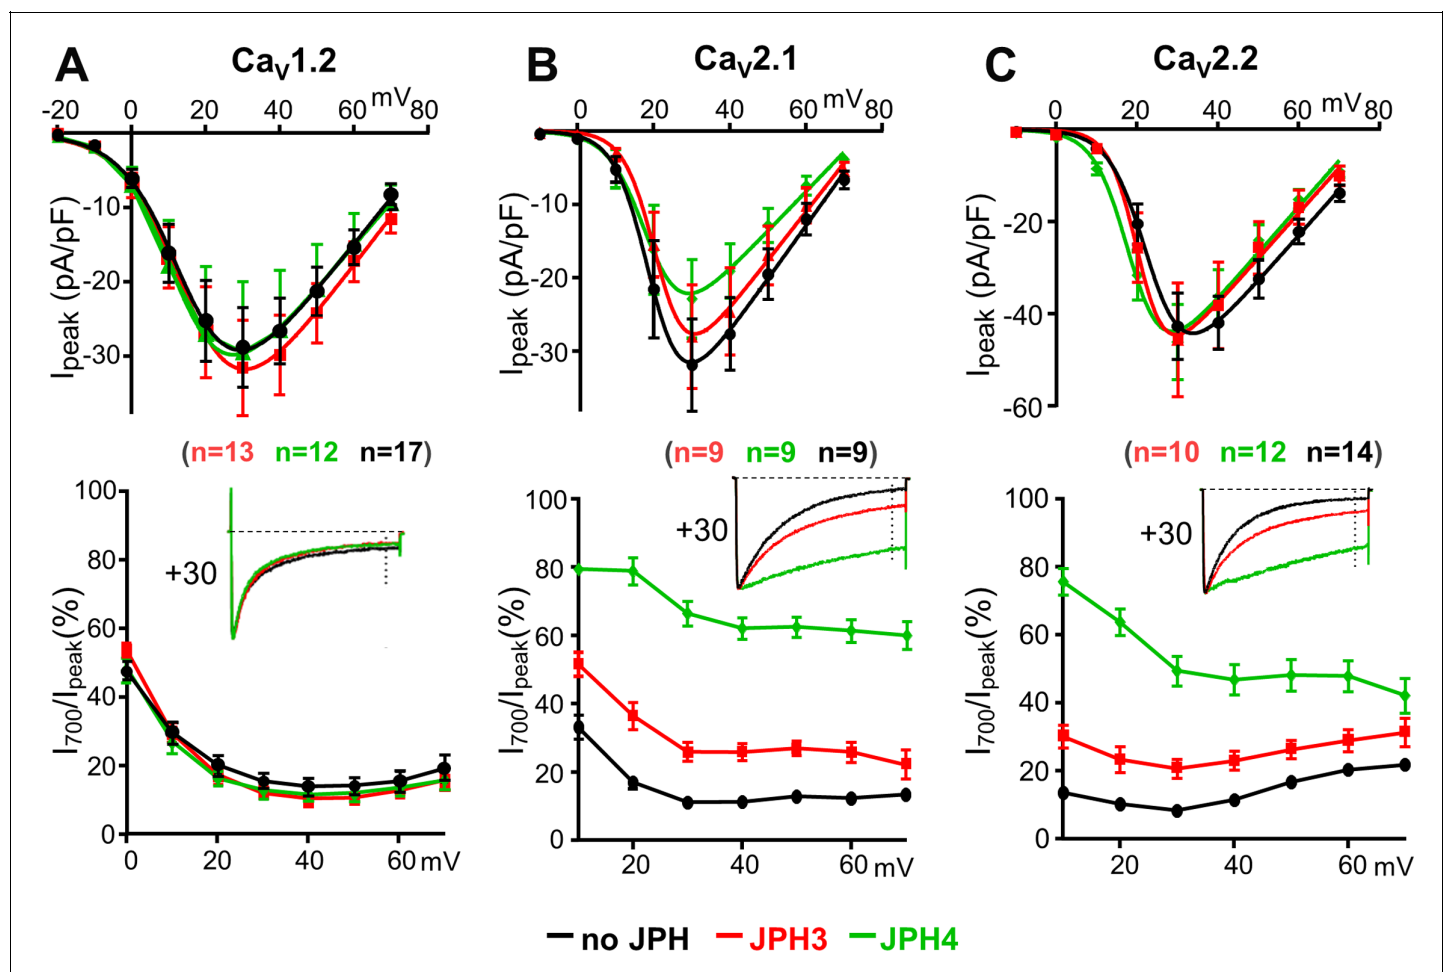 A CaV1.2
-20 0 20 40 60 mV 80
-10
-20
-30
Ipeak (pA/pF)
(n=13 n=12 n=17)
100
80
60
40
20
0
I700/Ipeak(%)
+30
0 20 40 60 mV
B CaV2.1
0 20 40 60 mV 80
-10
-20
-30
Ipeak (pA/pF)
(n=9 n=9 n=9)
100
80
60
40
20
0
I700/Ipeak(%)
+30
20 40 60 mV
C CaV2.2
0 20 40 60 mV 80
-20
-40
-60
Ipeak (pA/pF)
(n=10 n=12 n=14)
100
80
60
40
20
0
I700/Ipeak(%)
+30
20 40 60 mV
no JPH JPH3 JPH4